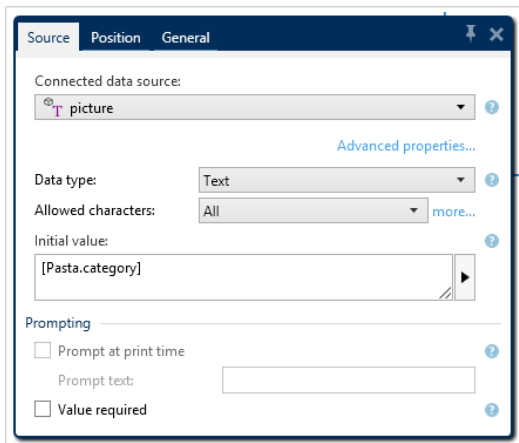 Source Position General
Connected data source:
T picture
Advanced properties...
Data type: Text
Allowed characters: All more...
Initial value:
[Pasta.category]
Prompting
Prompt at print time
Prompt text:
Value required